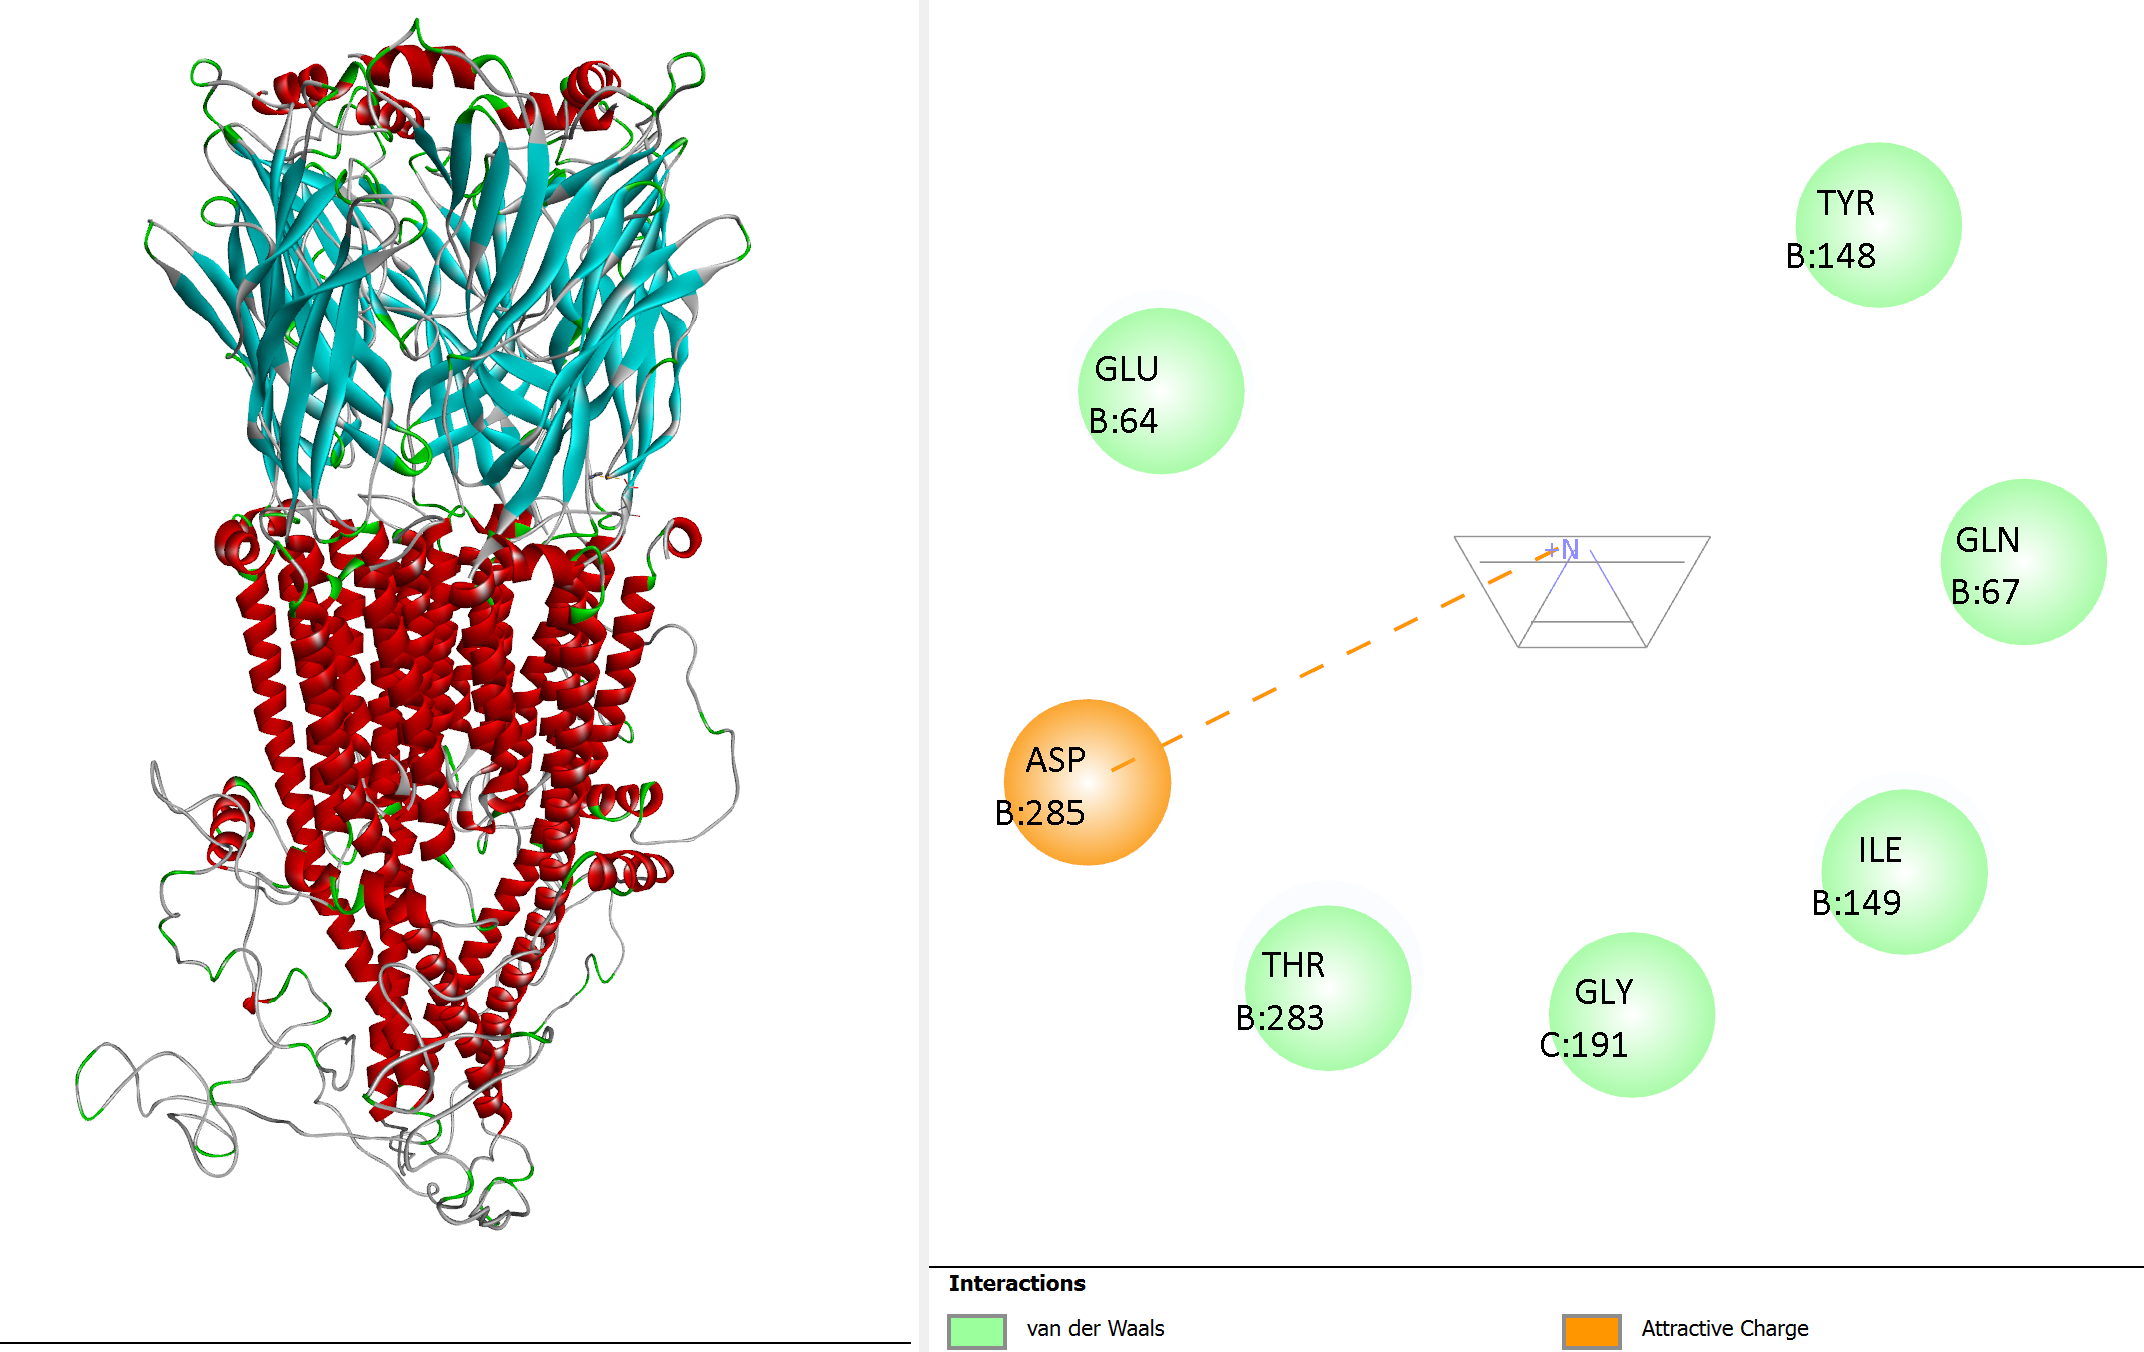 TYR
B:148
GLU
B:64
GLN
B:67
+N
ASP
B:285
ILE
B:149
THR
B:283
GLY
C:191
Interactions
van der Waals
Attractive Charge